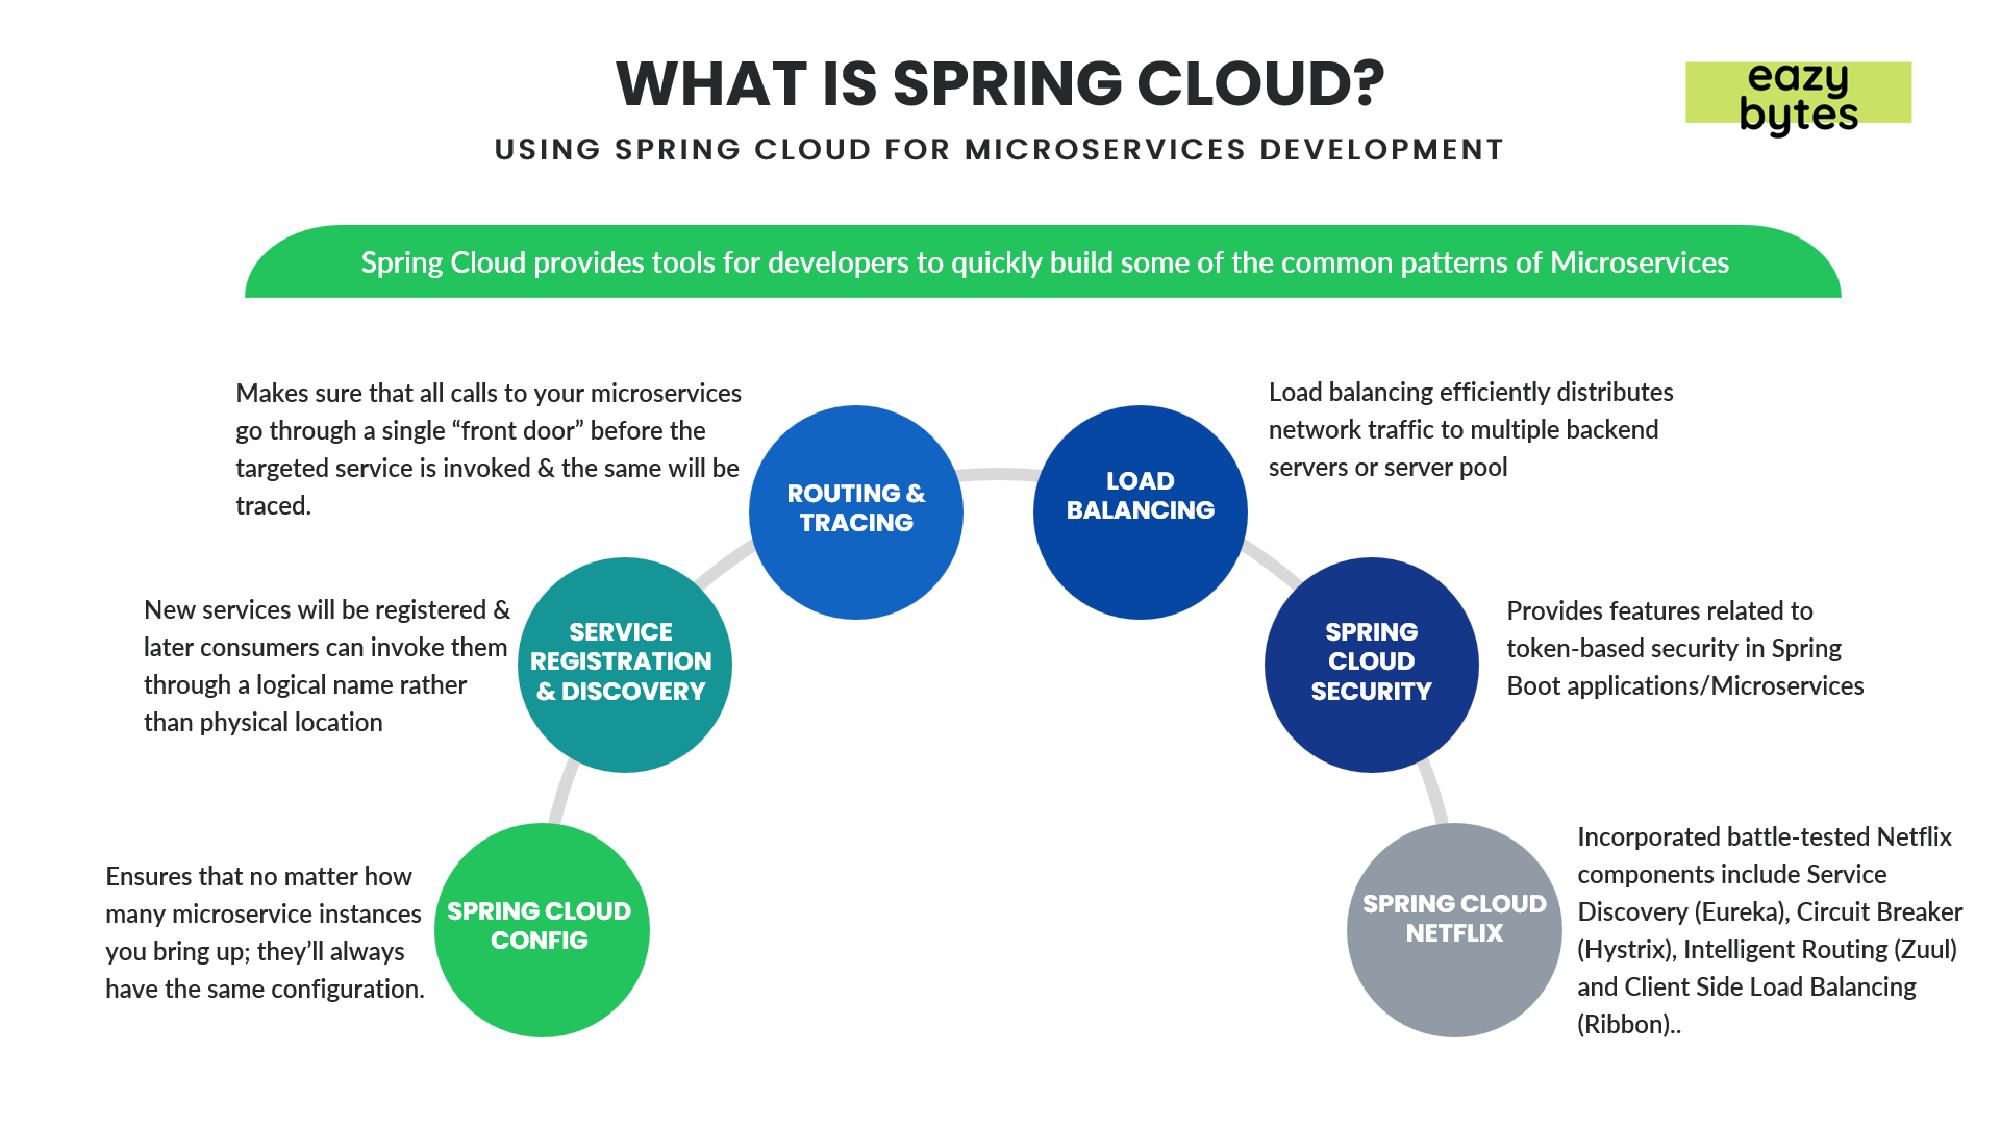 WHAT IS SPRING CLOUD?
USING SPRING CLOUD FOR MICROSERVICES DEVELOPMENT
eazy
bytes
Spring Cloud provides tools for developers to quickly build some of the common patterns of Microservices
Makes sure that all calls to your microservices
go through a single “front door” before the
targeted service is invoked & the same will be
traced.
ROUTING &
TRACING
LOAD
BALANCING
Load balancing efficiently distributes
network traffic to multiple backend
servers or server pool
New services will be registered &
later consumers can invoke them
through a logical name rather
than physical location
SERVICE
REGISTRATION
& DISCOVERY
SPRING
CLOUD
SECURITY
Provides features related to
token-based security in Spring
Boot applications/Microservices
Ensures that no matter how
many microservice instances
you bring up; they’ll always
have the same configuration.
SPRING CLOUD
CONFIG
SPRING CLOUD
NETFLIX
Incorporated battle-tested Netflix
components include Service
Discovery (Eureka), Circuit Breaker
(Hystrix), Intelligent Routing (Zuul)
and Client Side Load Balancing
(Ribbon)..